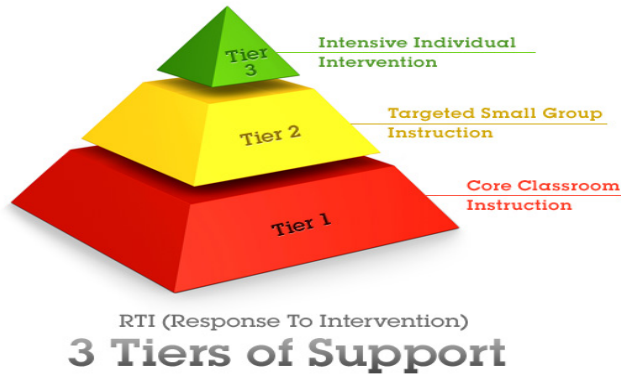 Tier
3
Intensive Individual
Intervention
Tier 2
Targeted Small Group
Instruction
Tier 1
Core Classroom
Instruction
RTI (Response To Intervention)
3 Tiers of Support